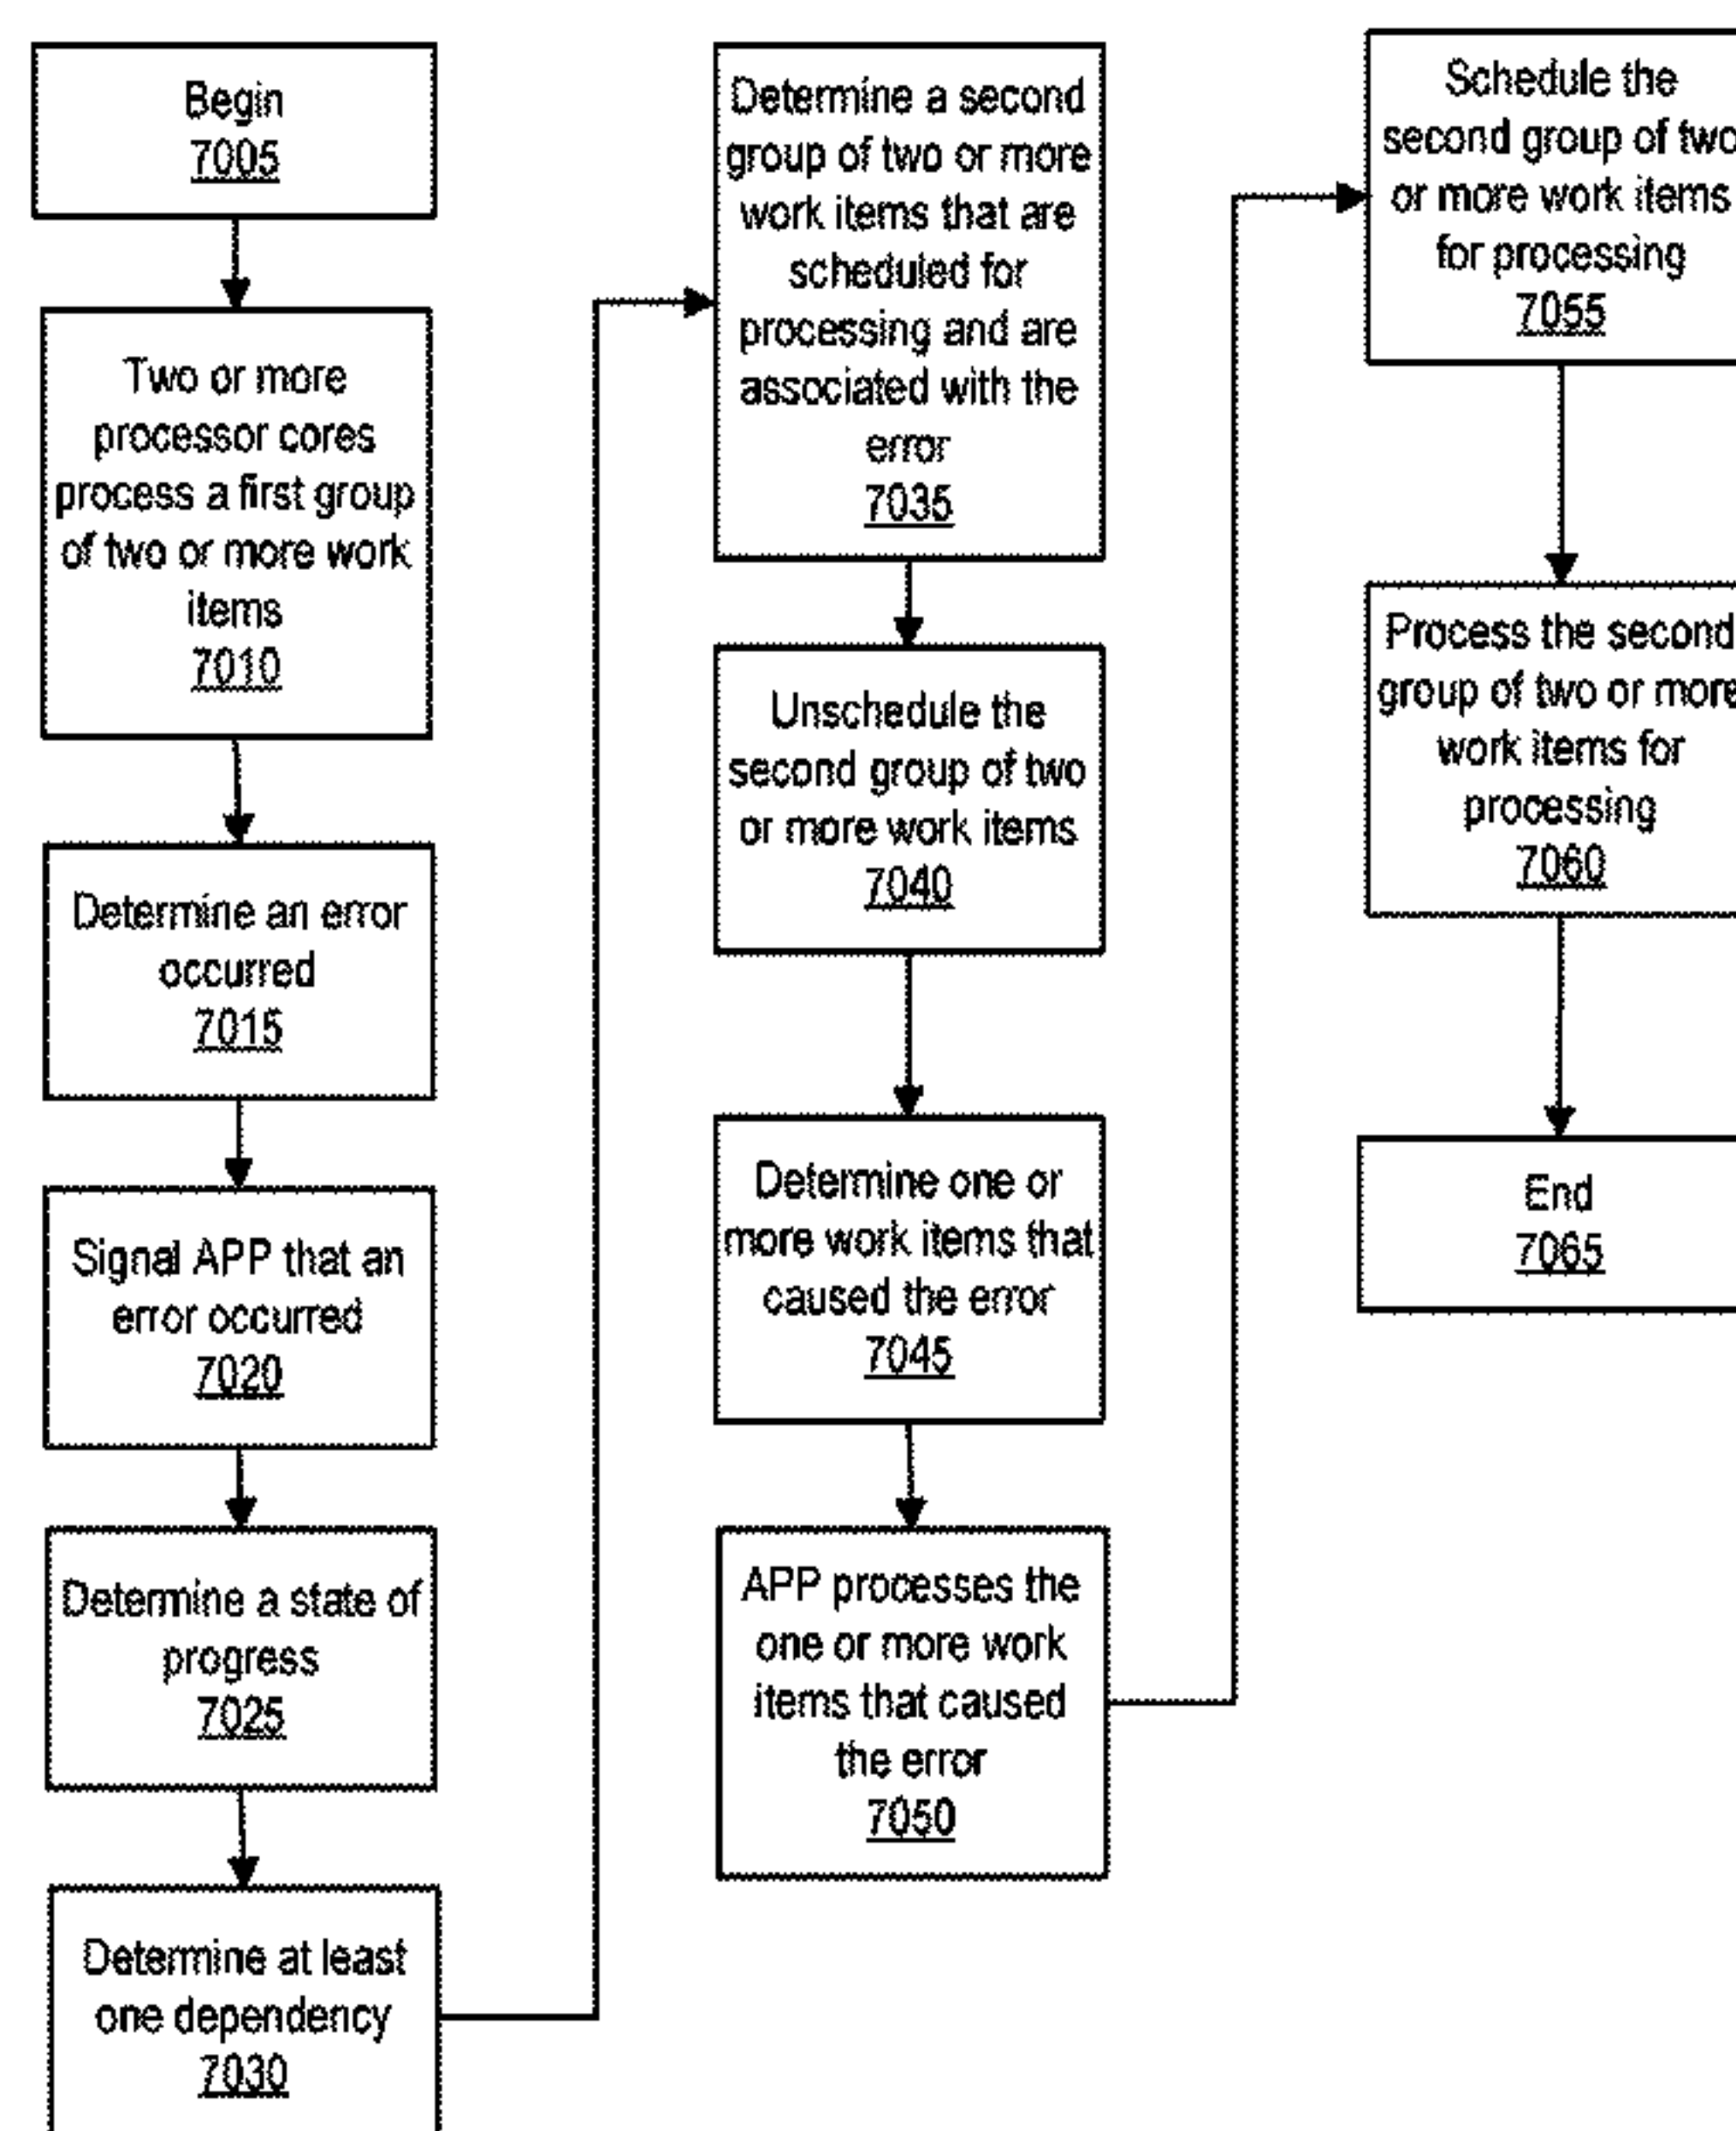 Begin
7005
Two or more
processor cores
process a first group
of two or more work
items
7010
Determine an error
occurred
7015
Signal APP that an
error occurred
7020
Determine a state of
progress
7025
Determine at least
one dependency
7030
Determine a second
group of two or more
work items that are
scheduled for
processing and are
associated with the
error
7035
Unschedule the
second group of two
or more work items
7040
Determine one or
more work items that
caused the error
7045
APP processes the
one or more work
items that caused
the error
7050
Schedule the
second group of two
or more work items
for processing
7055
Process the second
group of two or more
work items for
processing
7060
End
7065